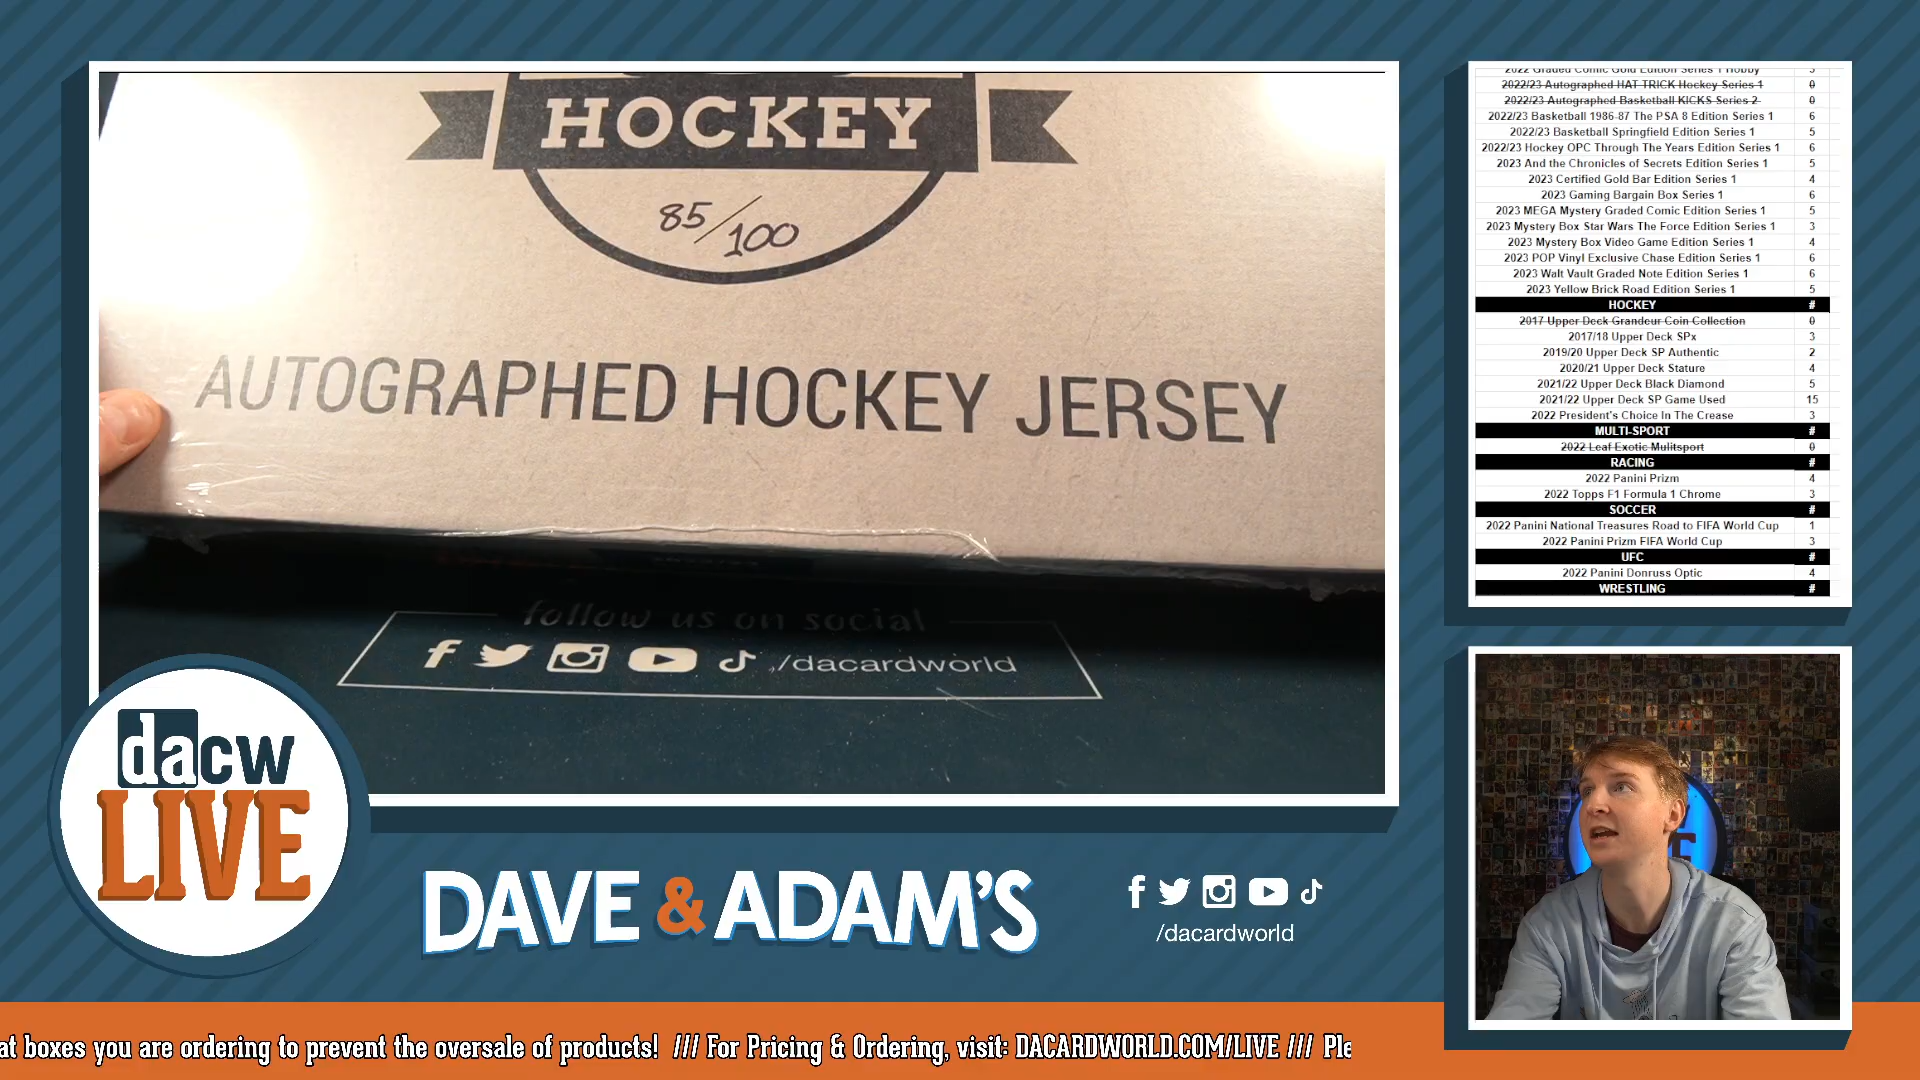 HOCKEY
85/100
AUTOGRAPHED HOCKEY JERSEY
follow us on social
/dacardworld
dacw
LIVE
DAVE & ADAM'S
/dacardworld
2022 Graded Comic Gold Edition Series 1 Hobby 3
2022/23 Autographed HAT TRICK Hockey Series 1 0
2022/23 Autographed Basketball KICKS Series 2 0
2022/23 Basketball 1986-87 The PSA 8 Edition Series 1 6
2022/23 Basketball Springfield Edition Series 1 5
2022/23 Hockey OPC Through The Years Edition Series 1 6
2023 And the Chronicles of Secrets Edition Series 1 5
2023 Certified Gold Bar Edition Series 1 4
2023 Gaming Bargain Box Series 1 6
2023 MEGA Mystery Graded Comic Edition Series 1 5
2023 Mystery Box Star Wars The Force Edition Series 1 3
2023 Mystery Box Video Game Edition Series 1 4
2023 POP Vinyl Exclusive Chase Edition Series 1 6
2023 Walt Vault Graded Note Edition Series 1 6
2023 Yellow Brick Road Edition Series 1 5
HOCKEY #
2017 Upper Deck Grandeur Coin Collection 0
2017/18 Upper Deck SPx 3
2019/20 Upper Deck SP Authentic 2
2020/21 Upper Deck Stature 4
2021/22 Upper Deck Black Diamond 5
2021/22 Upper Deck SP Game Used 15
2022 President's Choice In The Crease 3
MULTI-SPORT #
2022 Leaf Exotic Mulitsport 0
RACING #
2022 Panini Prizm 4
2022 Topps F1 Formula 1 Chrome 3
SOCCER #
2022 Panini National Treasures Road to FIFA World Cup 1
2022 Panini Prizm FIFA World Cup 3
UFC #
2022 Panini Donruss Optic 4
WRESTLING #
at boxes you are ordering to prevent the oversale of products! /// For Pricing & Ordering, visit: DACARDWORLD.COM/LIVE /// Ple